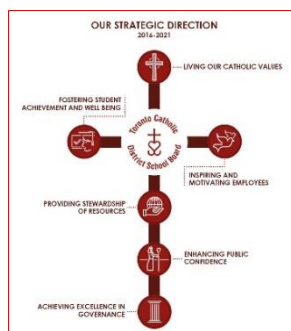 OUR STRATEGIC DIRECTION
2016-2021
LIVING OUR CATHOLIC VALUES
FOSTERING STUDENT
ACHIEVEMENT AND WELL BEING
Toronto Catholic
District School Board
INSPIRING AND
MOTIVATING EMPLOYEES
PROVIDING STEWARDSHIP
OF RESOURCES
ENHANCING PUBLIC
CONFIDENCE
ACHIEVING EXCELLENCE IN
GOVERNANCE